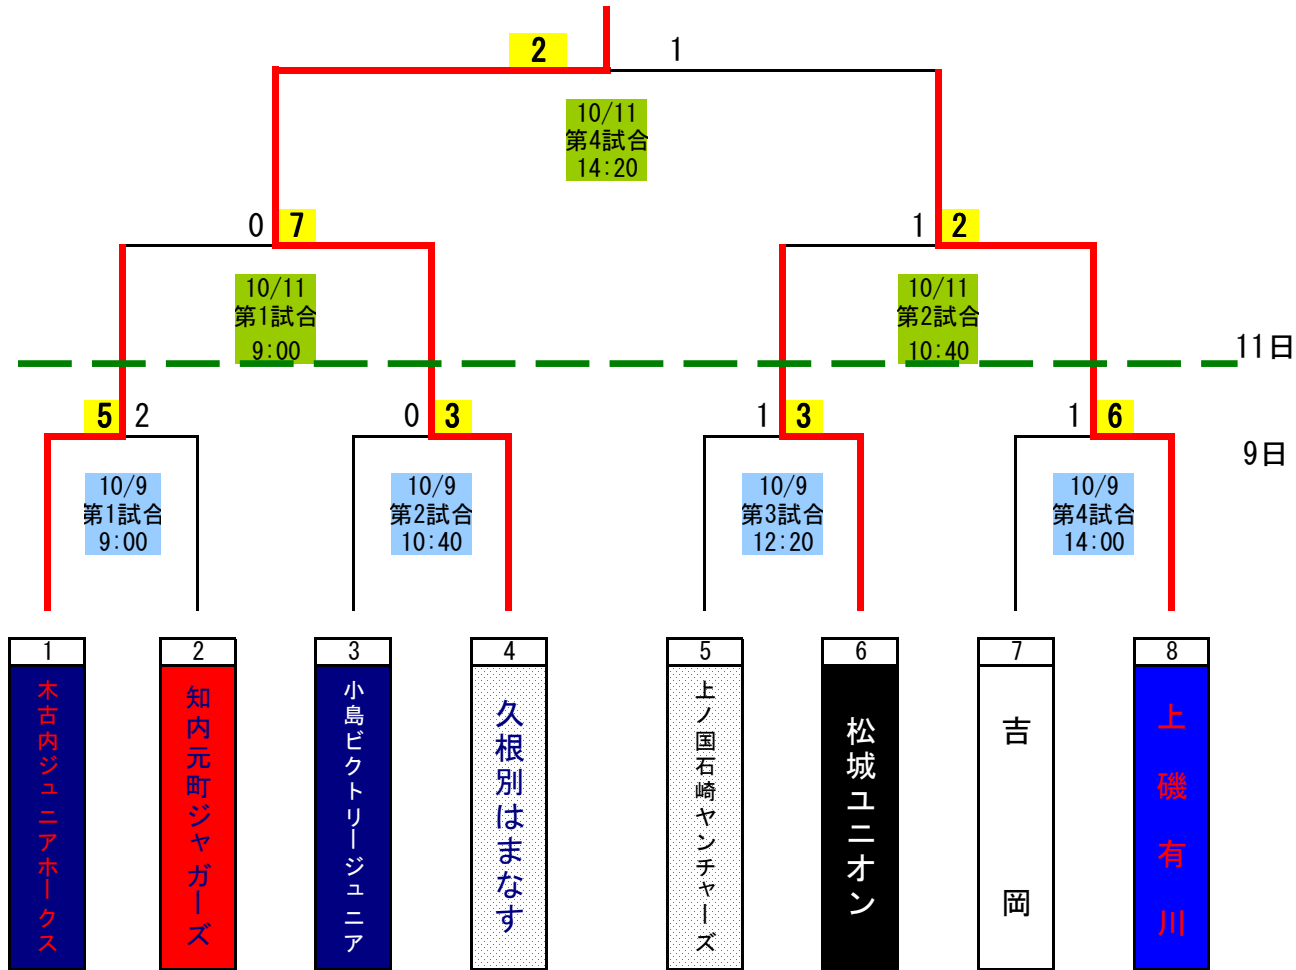 2
1
10/11
第4試合
14:20
0
7
1
2
10/11
第1試合
9:00
10/11
第2試合
10:40
11日
5
2
0
3
1
3
1
6
9日
10/9
第1試合
9:00
10/9
第2試合
10:40
10/9
第3試合
12:20
10/9
第4試合
14:00
1
2
3
4
5
6
7
8
木古内ジュニアホークス
知内元町ジャガーズ
小島ビクトリージュニア
久根別はまなす
上ノ国石崎ヤンチャーズ
松城ユニオン
吉岡
上磯有川